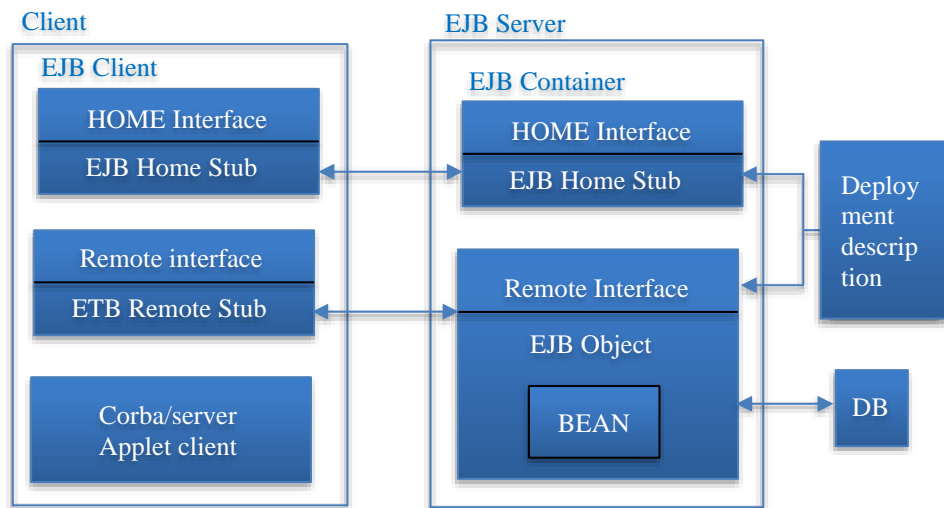 Client
EJB Client
HOME Interface
EJB Home Stub
Remote interface
ETB Remote Stub
Corba/server
Applet client
EJB Server
EJB Container
HOME Interface
EJB Home Stub
Remote Interface
EJB Object
BEAN
Deploy
ment
descrip
tion
DB